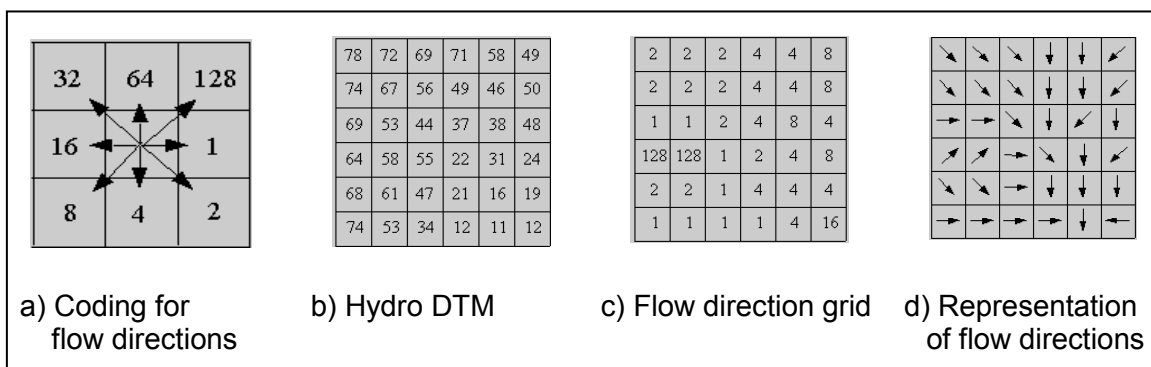 32 64 128
16 1
8 4 2
78 72 69 71 58 49
74 67 56 49 46 50
69 53 44 37 38 48
64 58 55 22 31 24
68 61 47 21 16 19
74 53 34 12 11 12
2 2 2 4 4 8
2 2 2 4 4 8
1 1 2 4 8 4
128 128 1 2 4 8
2 2 1 4 4 4
1 1 1 1 4 16
a) Coding for
flow directions
b) Hydro DTM
c) Flow direction grid
d) Representation
of flow directions